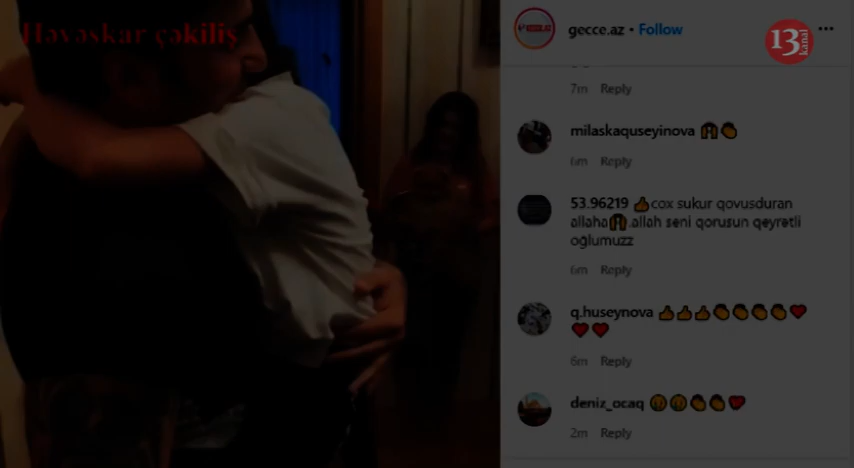 Həvəskar çəkiliş
gecce.az • Follow
13 kanal
7m Reply
milaskaquseyinova
6m Reply
53.96219 👍cox sukur qovusduran
allaha .allah seni qorusun qeyretli
oğlumuzz
6m Reply
q.huseynova 👍👍👍👏👏👏👏❤️
❤️❤️
6m Reply
deniz_ocaq
2m Reply